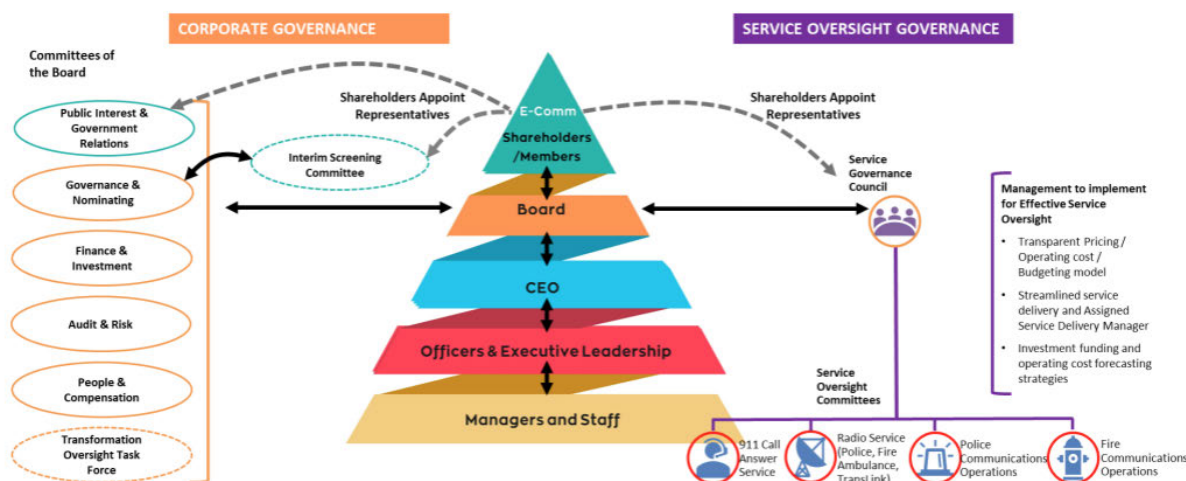 CORPORATE GOVERNANCE
SERVICE OVERSIGHT GOVERNANCE
Committees of
the Board
Public Interest &
Government
Relations
Governance &
Nominating
Finance &
Investment
Audit & Risk
People &
Compensation
Transformation
Oversight Task
Force
Shareholders Appoint
Representatives
Interim Screening
Committee
E-Comm
Shareholders
/Members
Board
CEO
Officers & Executive Leadership
Managers and Staff
Shareholders Appoint
Representatives
Service
Governance
Council
Management to implement
for Effective Service
Oversight
• Transparent Pricing /
Operating cost /
Budgeting model
• Streamlined service
delivery and Assigned
Service Delivery Manager
• Investment funding and
operating cost forecasting
strategies
Service
Oversight
Committees
911 Call
Answer
Service
Radio Service
(Police, Fire
Ambulance,
TransLink)
Police
Communications
Operations
Fire
Communications
Operations